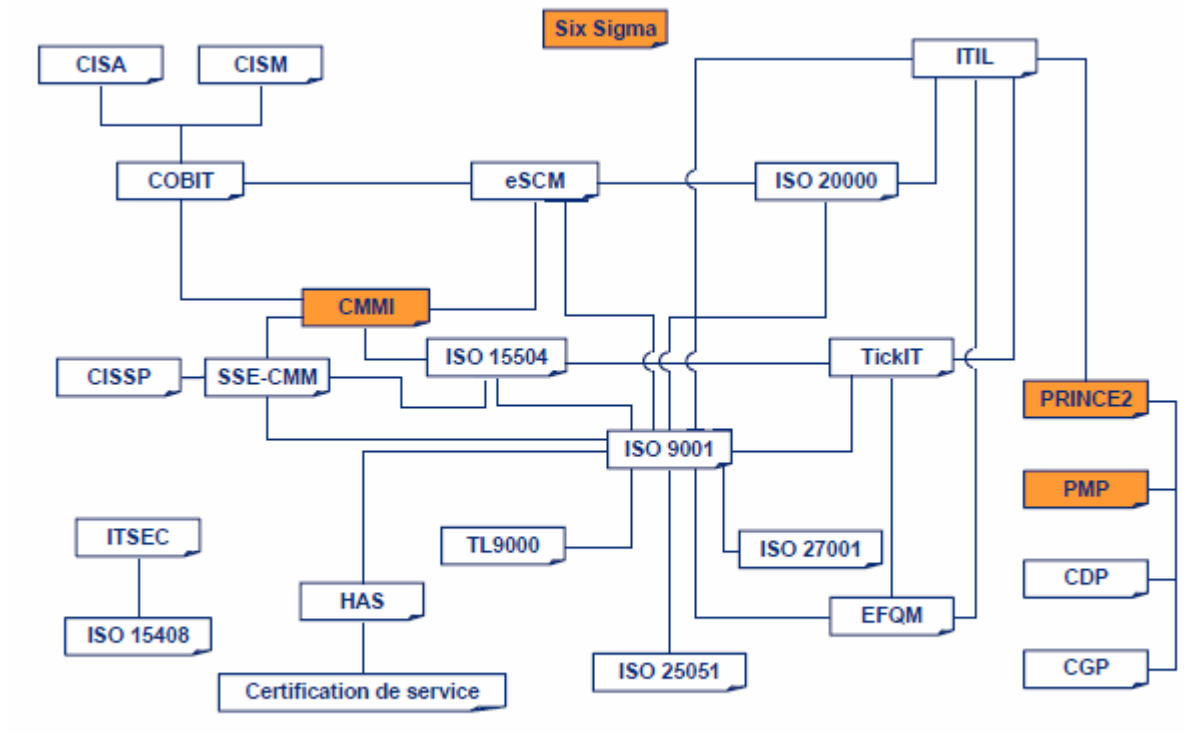 Six Sigma
CISA
CISM
ITIL
COBIT
eSCM
ISO 20000
CMMI
ISO 15504
TickIT
CISSP
SSE-CMM
PRINCE2
ISO 9001
PMP
ITSEC
TL9000
ISO 27001
CDP
HAS
EFQM
ISO 15408
ISO 25051
CGP
Certification de service